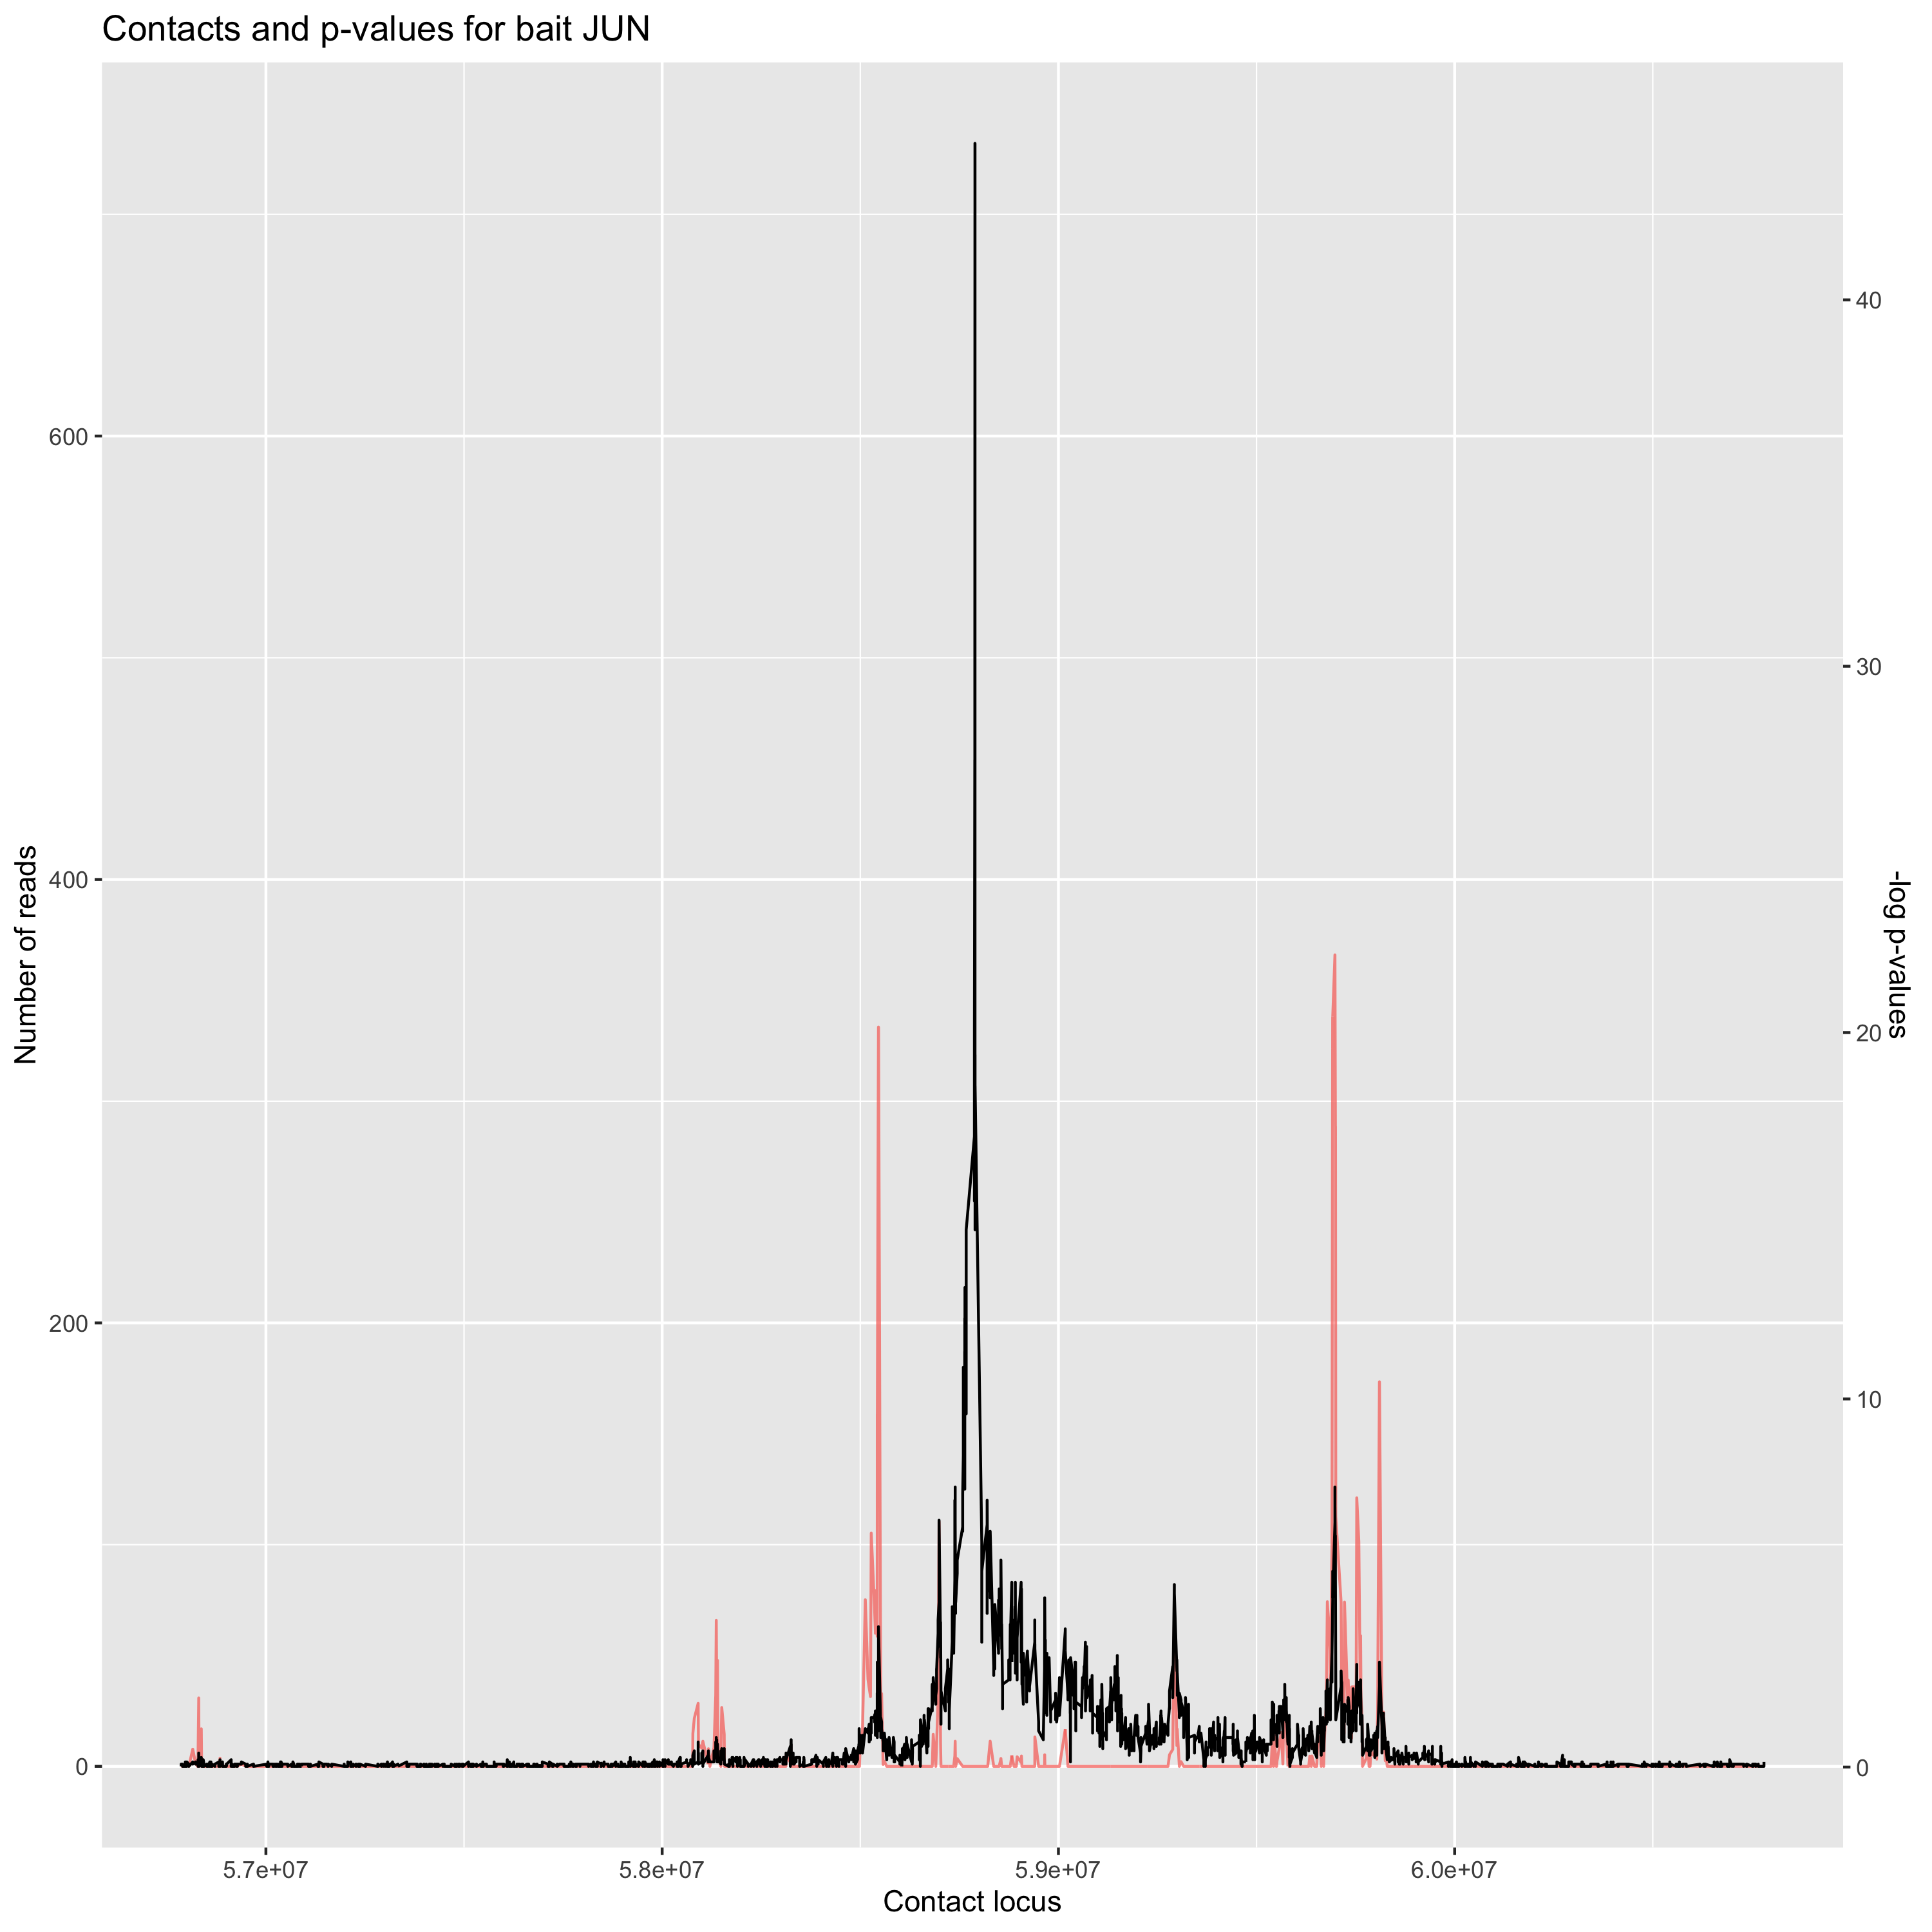 Contacts and p-values for bait JUN
600
400
200
0
Number of reads
40
30
20
10
0
-log p-values
5.7e+07 5.8e+07 5.9e+07 6.0e+07
Contact locus